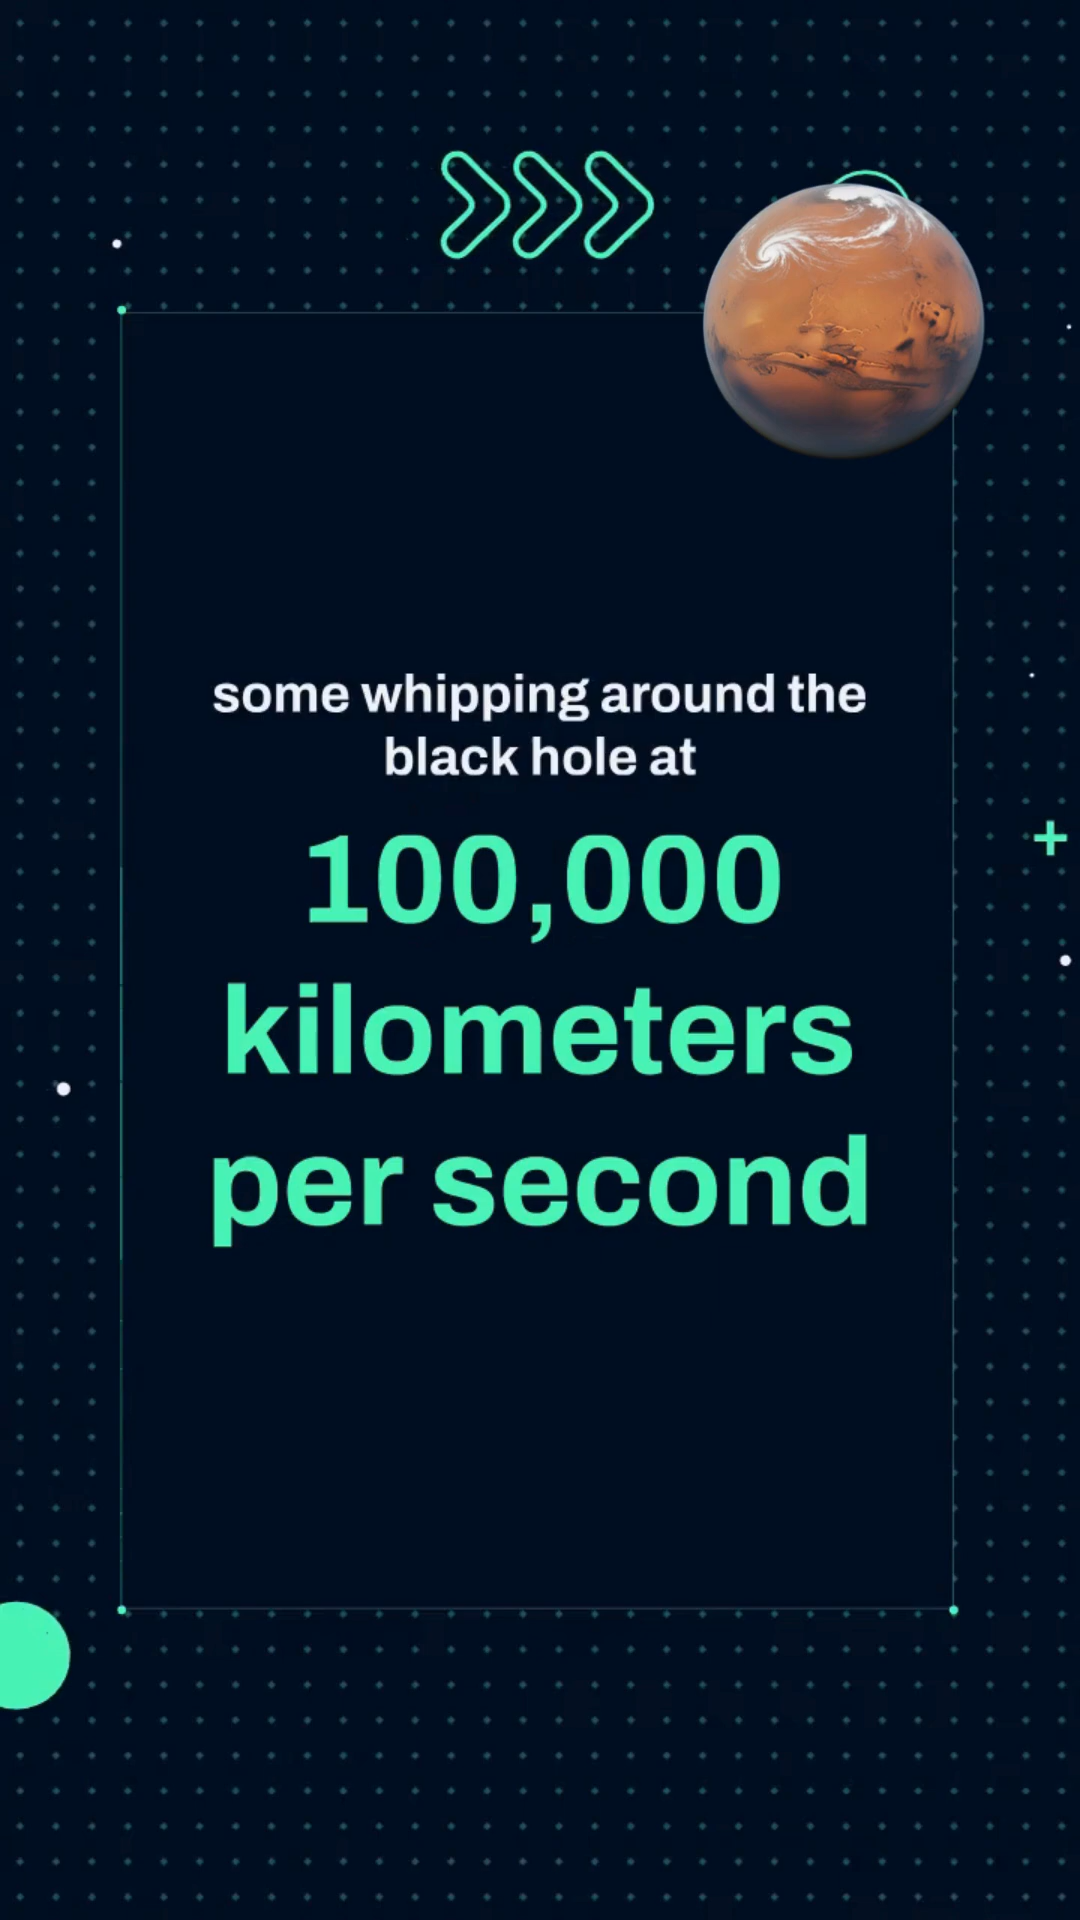 some whipping around the
black hole at
100,000
kilometers
per second